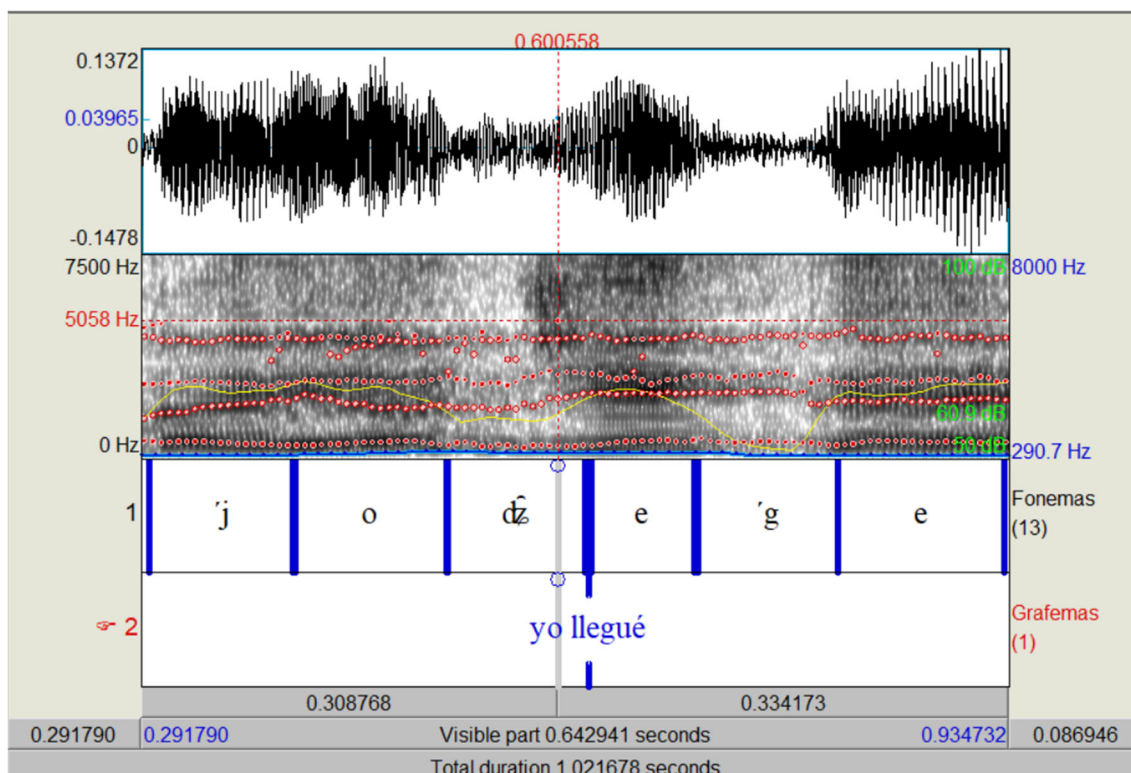 0.600558
0.1372
0.03965
0
-0.1478
7500 Hz
100 dB
8000 Hz
5058 Hz
60.9 dB
0 Hz
50 dB
290.7 Hz
1
ˊj o e ˊg e
Fonemas
(13)
☞ 2
yo llegué
Grafemas
(1)
0.308768 0.334173
0.291790 0.291790 Visible part 0.642941 seconds 0.934732 0.086946
Total duration 1.021678 seconds